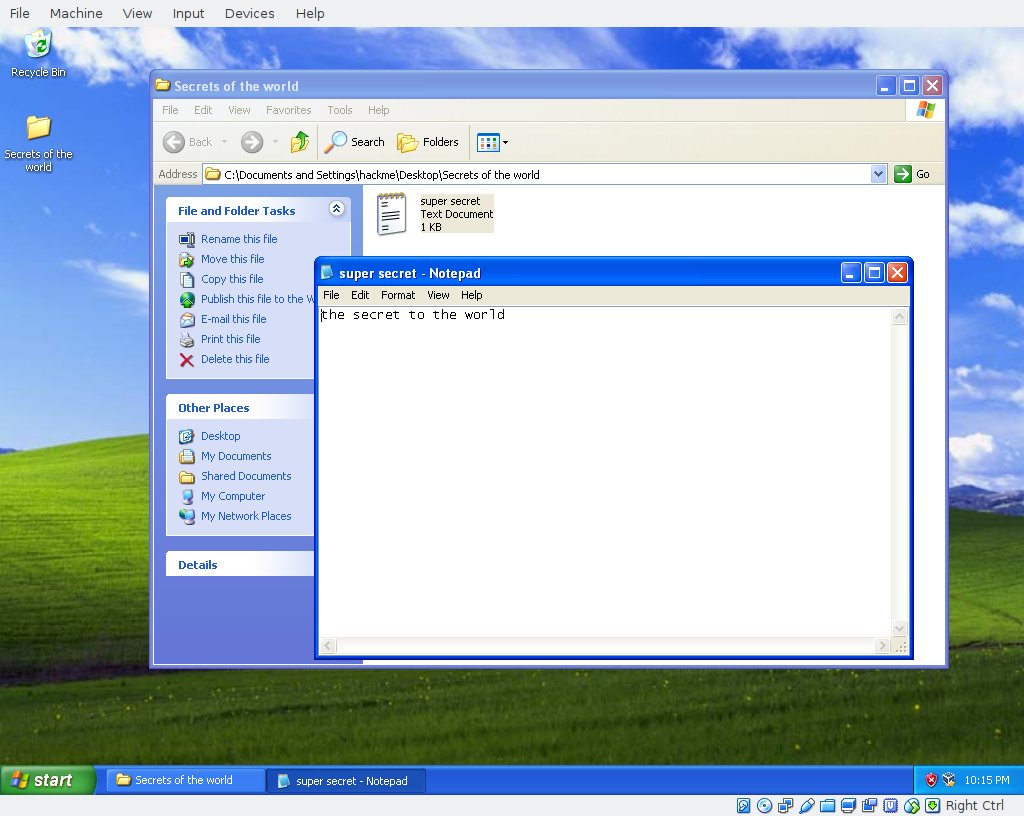 File Machine View Input Devices Help
Recycle Bin
Secrets of the
world
Secrets of the world
File Edit View Favorites Tools Help
Back Search Folders
Address C:\Documents and Settings\hackme\Desktop\Secrets of the world Go
File and Folder Tasks
Rename this file
Move this file
Copy this file
Publish this file to the W
E-mail this file
Print this file
Delete this file
Other Places
Desktop
My Documents
Shared Documents
My Computer
My Network Places
Details
super secret
Text Document
1 KB
super secret - Notepad
File Edit Format View Help
the secret to the world
start Secrets of the world super secret - Notepad 10:15 PM
Right Ctrl